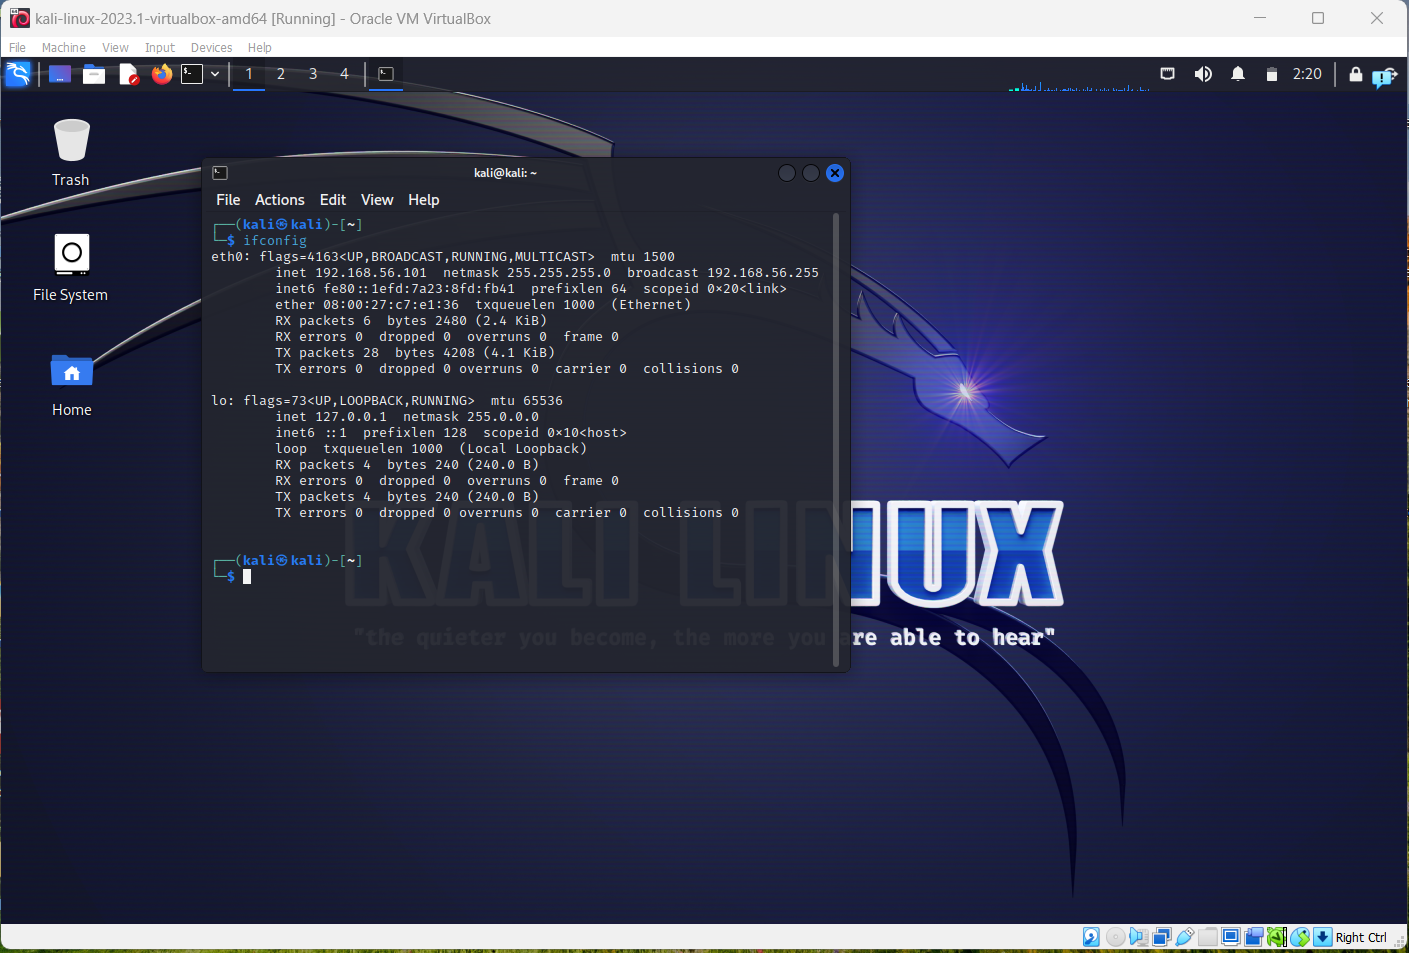 kali-linux-2023.1-virtualbox-amd64 [Running] - Oracle VM VirtualBox
File Machine View Input Devices Help
1 2 3 4 2:20
Trash
File System
Home
kali@kali: ~
File Actions Edit View Help
┌──(kali㉿kali)-[~]
└─$ ifconfig
eth0: flags=4163<UP,BROADCAST,RUNNING,MULTICAST>  mtu 1500
        inet 192.168.56.101  netmask 255.255.255.0  broadcast 192.168.56.255
        inet6 fe80::1efd:7a23:8fd:fb41  prefixlen 64  scopeid 0×20<link>
        ether 08:00:27:c7:e1:36  txqueuelen 1000  (Ethernet)
        RX packets 6  bytes 2480 (2.4 KiB)
        RX errors 0  dropped 0  overruns 0  frame 0
        TX packets 28  bytes 4208 (4.1 KiB)
        TX errors 0  dropped 0 overruns 0  carrier 0  collisions 0
lo: flags=73<UP,LOOPBACK,RUNNING>  mtu 65536
        inet 127.0.0.1  netmask 255.0.0.0
        inet6 ::1  prefixlen 128  scopeid 0×10<host>
        loop  txqueuelen 1000  (Local Loopback)
        RX packets 4  bytes 240 (240.0 B)
        RX errors 0  dropped 0  overruns 0  frame 0
        TX packets 4  bytes 240 (240.0 B)
        TX errors 0  dropped 0 overruns 0  carrier 0  collisions 0
┌──(kali㉿kali)-[~]
└─$
KALI LINUX
"the quieter you become, the more you are able to hear"
Right Ctrl